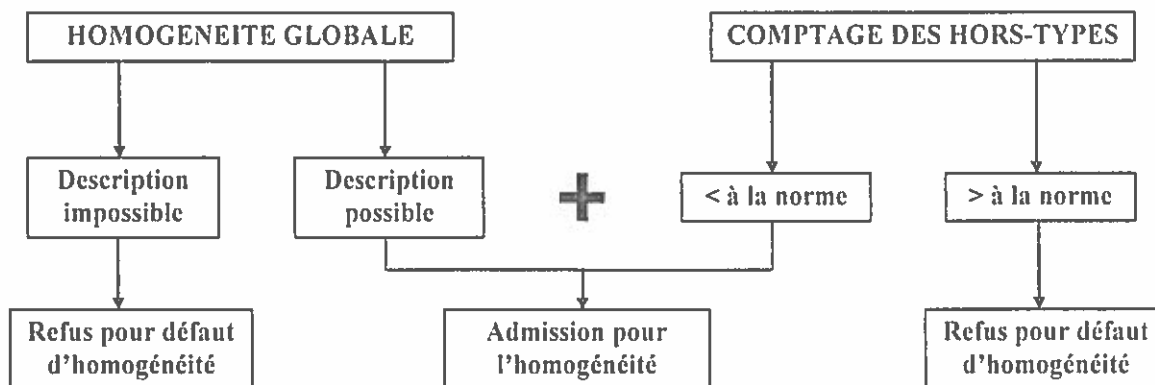 HOMOGENEITE GLOBALE
COMPTAGE DES HORS-TYPES
Description
impossible
Description
possible
+
< à la norme
> à la norme
Refus pour défaut
d'homogénéité
Admission pour
l'homogénéité
Refus pour défaut
d'homogénéité